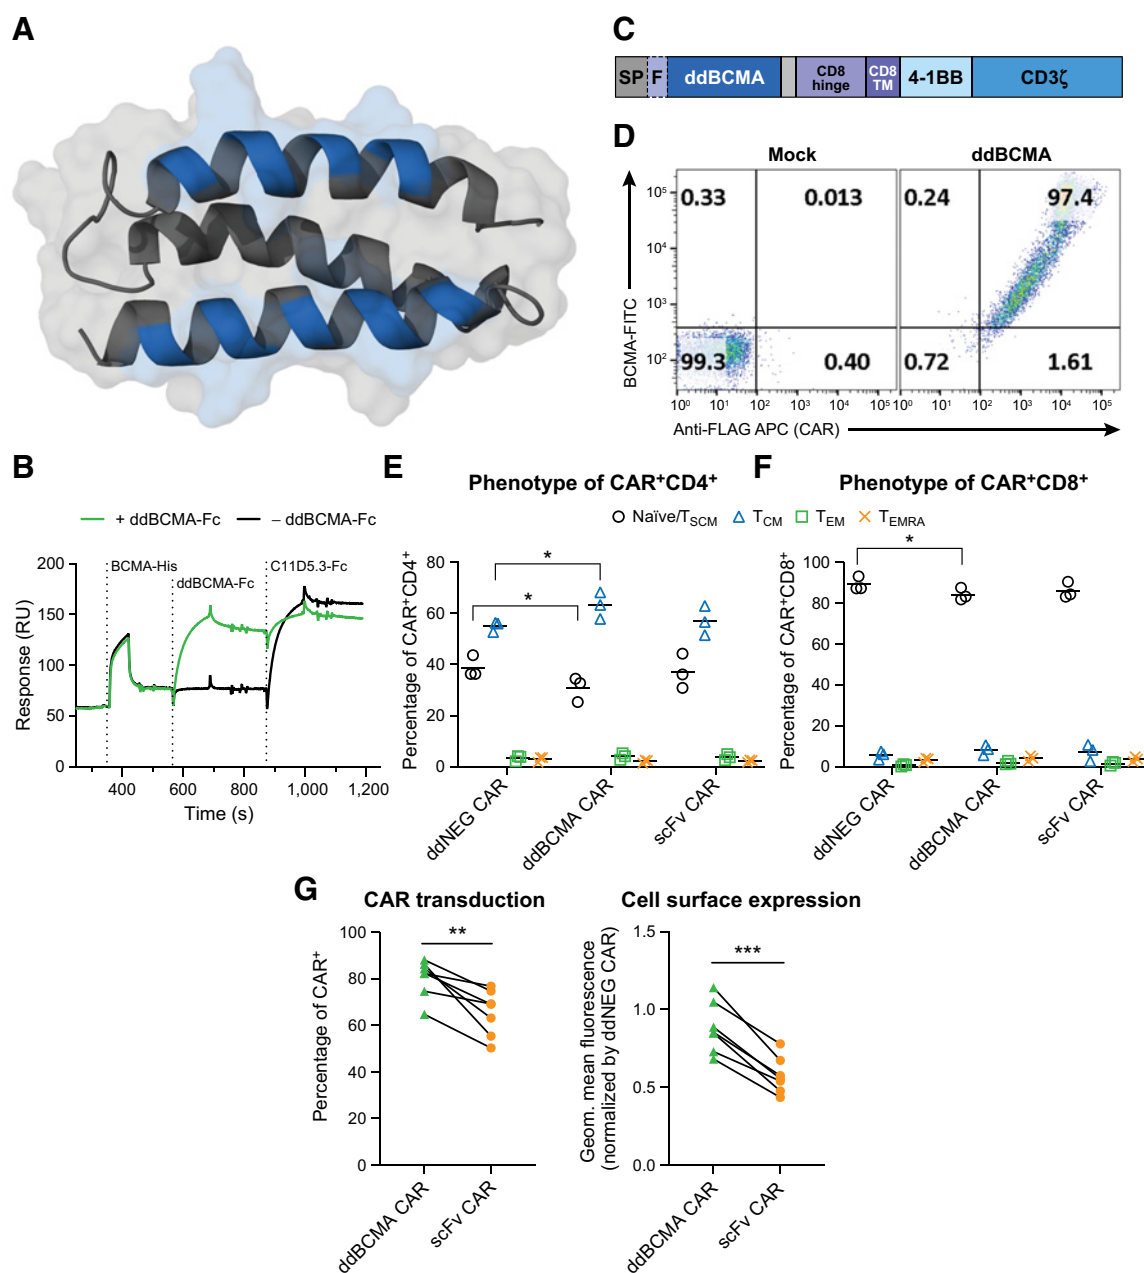 A
C
SP F ddBCMA CD8 hinge CD8 TM 4-1BB CD3ζ
D
Mock ddBCMA
0.33 0.013 0.24 97.4
99.3 0.40 0.72 1.61
10⁵
10⁴
10³
10²
BCMA-FITC
10⁰ 10¹ 10² 10³ 10⁴ 10⁵ 10⁰ 10¹ 10² 10³ 10⁴ 10⁵
Anti-FLAG APC (CAR)
B
+ ddBCMA-Fc – ddBCMA-Fc
BCMA-His ddBCMA-Fc C11D5.3-Fc
Response (RU)
200
150
100
50
0
400 600 800 1,000 1,200
Time (s)
E
Phenotype of CAR⁺CD4⁺
F
Phenotype of CAR⁺CD8⁺
Naïve/TSCM TCM TEM TEMRA
Percentage of CAR⁺CD4⁺
80
60
40
20
0
*
*
ddNEG CAR ddBCMA CAR scFv CAR
Percentage of CAR⁺CD8⁺
100
80
60
40
20
0
*
ddNEG CAR ddBCMA CAR scFv CAR
G
CAR transduction
Percentage of CAR⁺
100
80
60
40
20
0
**
ddBCMA CAR scFv CAR
Cell surface expression
Geom. mean fluorescence
(normalized by ddNEG CAR)
1.5
1.0
0.5
0.0
***
ddBCMA CAR scFv CAR